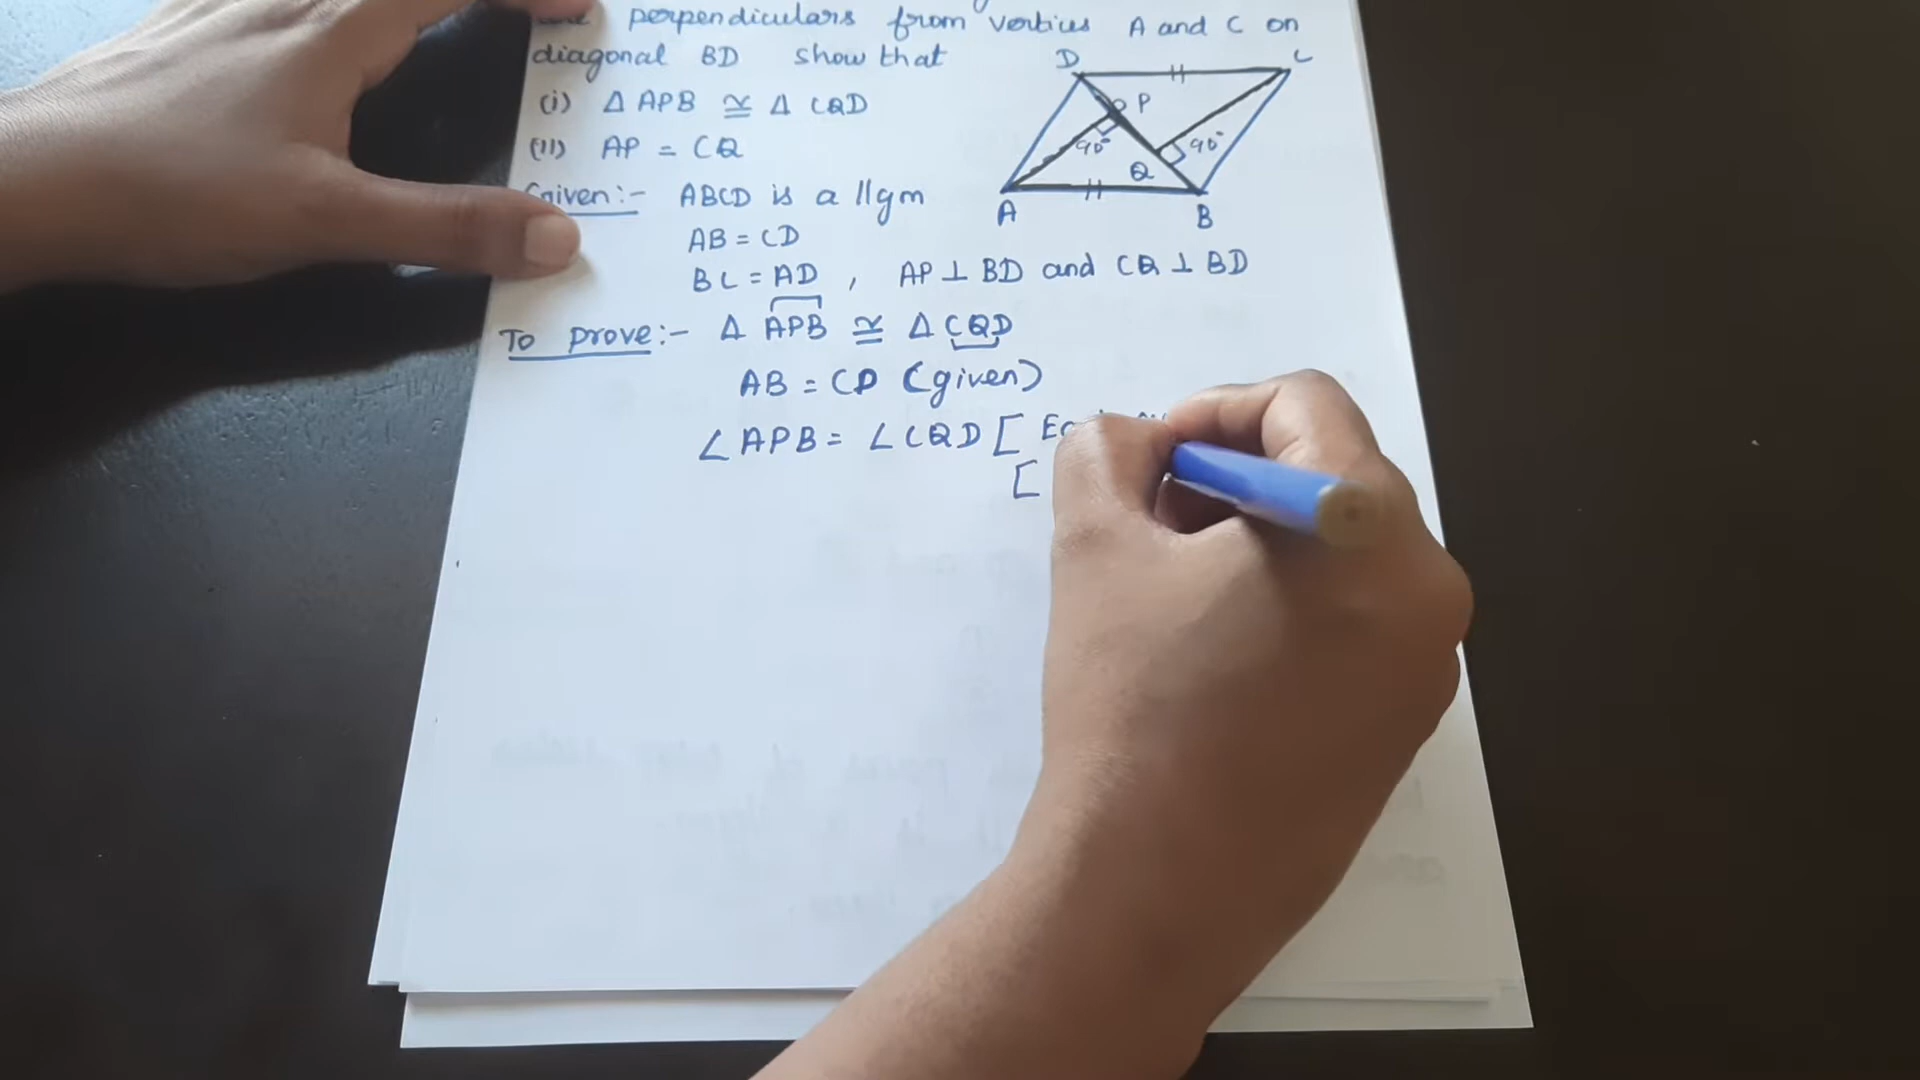 perpendiculars from vertices A and C on
diagonal BD show that
(i) Δ APB ≅ Δ CQD
(ii) AP = CQ
D C
P
90° 90°
Q
A B
Given:- ABCD is a ||gm
AB = CD
BC = AD , AP ⊥ BD and CQ ⊥ BD
To prove:- Δ APB ≅ Δ CQD
AB = CD (given)
∠APB = ∠CQD [
[